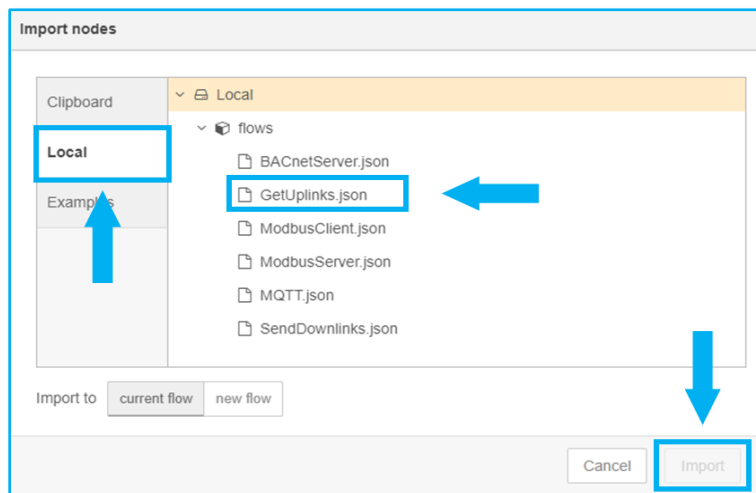 Import nodes
Clipboard
Local
Examples
Local
flows
BACnetServer.json
GetUplinks.json
ModbusClient.json
ModbusServer.json
MQTT.json
SendDownlinks.json
Import to current flow new flow
Cancel Import